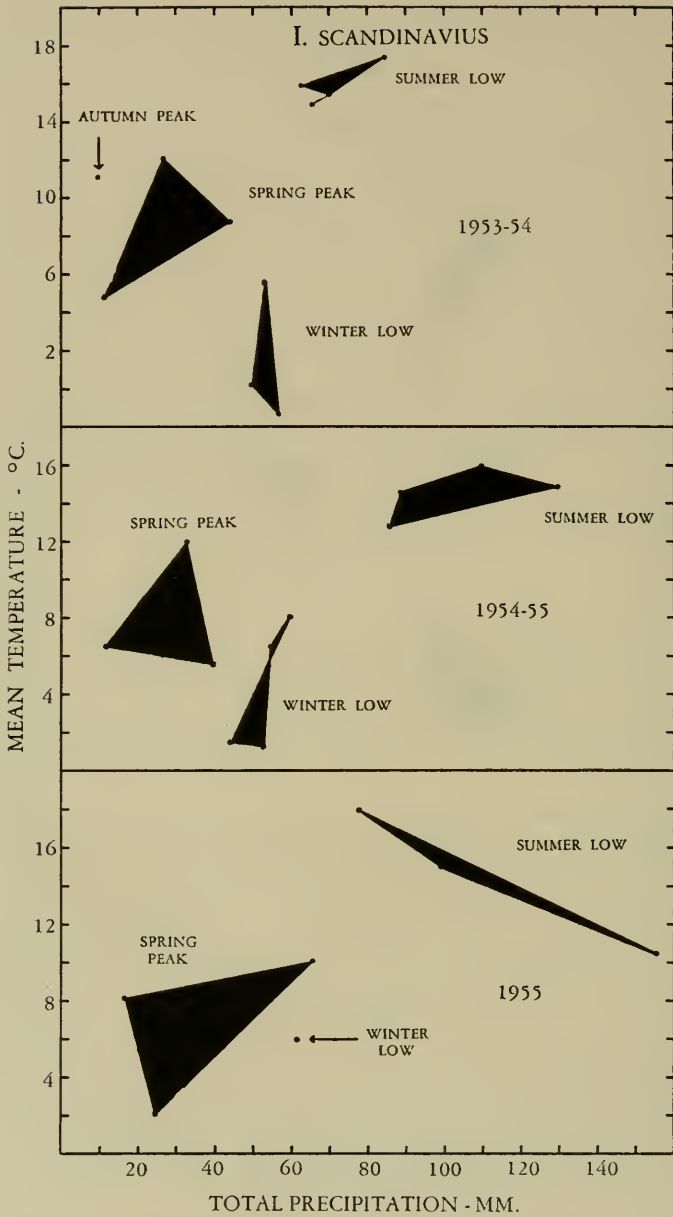 I. SCANDINAVIUS
18
SUMMER LOW
14
AUTUMN PEAK
10
SPRING PEAK
1953-54
6
WINTER LOW
2
MEAN TEMPERATURE - °C.
16
SPRING PEAK
SUMMER LOW
12
8
1954-55
4
WINTER LOW
16
SUMMER LOW
SPRING
PEAK
8
1955
WINTER
LOW
4
20 40 60 80 100 120 140
TOTAL PRECIPITATION - MM.